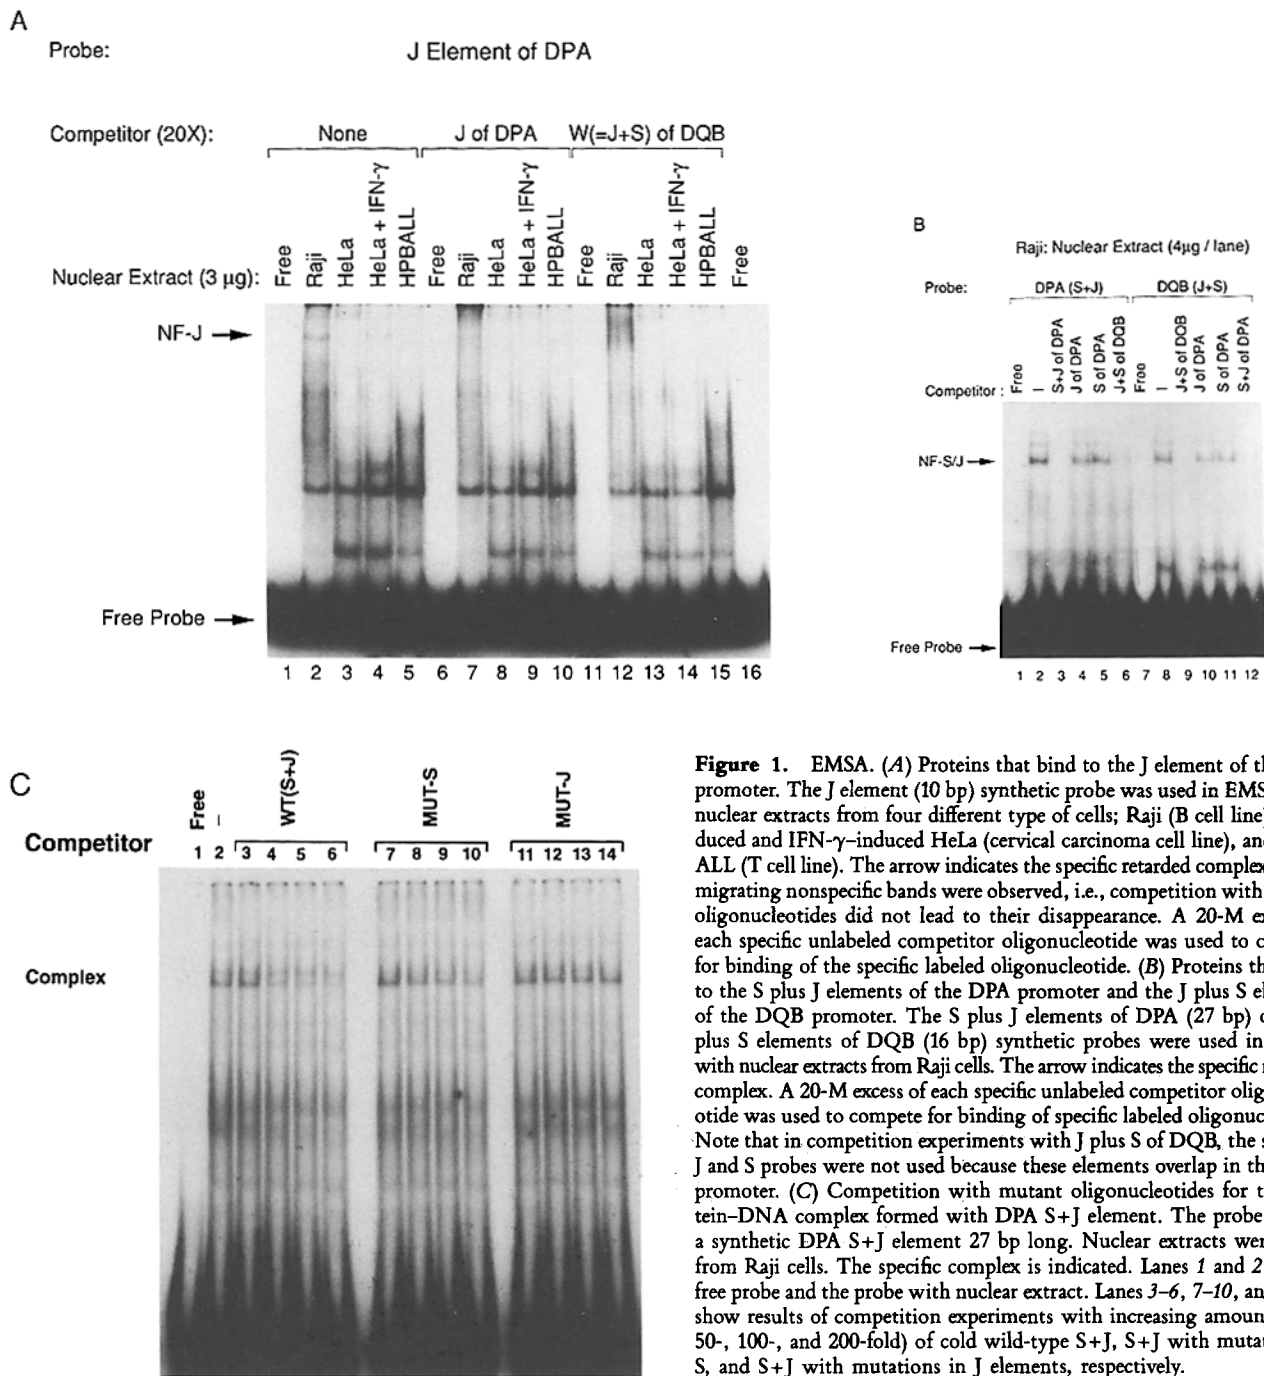 A
Probe: J Element of DPA
Competitor (20X): None J of DPA W(=J+S) of DQB
Nuclear Extract (3 µg): Free Raji HeLa HeLa + IFN-γ HPBALL Free Raji HeLa HeLa + IFN-γ HPBALL Free Raji HeLa HeLa + IFN-γ HPBALL Free
NF-J
Free Probe
1 2 3 4 5 6 7 8 9 10 11 12 13 14 15 16
B
Raji: Nuclear Extract (4µg / lane)
Probe: DPA (S+J) DQB (J+S)
Competitor : Free – S+J of DPA J of DPA S of DPA J+S of DQB Free – J+S of DQB J of DPA S of DPA S+J of DPA
NF-S/J
Free Probe
1 2 3 4 5 6 7 8 9 10 11 12
C
Free – WT(S+J) MUT-S MUT-J
Competitor
1 2 3 4 5 6 7 8 9 10 11 12 13 14
Complex
Figure 1. EMSA. (A) Proteins that bind to the J element of th
promoter. The J element (10 bp) synthetic probe was used in EMS
nuclear extracts from four different type of cells; Raji (B cell line)
duced and IFN-γ–induced HeLa (cervical carcinoma cell line), an
ALL (T cell line). The arrow indicates the specific retarded complex
migrating nonspecific bands were observed, i.e., competition with
oligonucleotides did not lead to their disappearance. A 20-M e
each specific unlabeled competitor oligonucleotide was used to c
for binding of the specific labeled oligonucleotide. (B) Proteins th
to the S plus J elements of the DPA promoter and the J plus S e
of the DQB promoter. The S plus J elements of DPA (27 bp) o
plus S elements of DQB (16 bp) synthetic probes were used in
with nuclear extracts from Raji cells. The arrow indicates the specific
complex. A 20-M excess of each specific unlabeled competitor olig
otide was used to compete for binding of specific labeled oligonuc
Note that in competition experiments with J plus S of DQB, the s
J and S probes were not used because these elements overlap in th
promoter. (C) Competition with mutant oligonucleotides for t
tein–DNA complex formed with DPA S+J element. The probe
a synthetic DPA S+J element 27 bp long. Nuclear extracts wer
from Raji cells. The specific complex is indicated. Lanes 1 and 2
free probe and the probe with nuclear extract. Lanes 3–6, 7–10, an
show results of competition experiments with increasing amoun
50-, 100-, and 200-fold) of cold wild-type S+J, S+J with mutat
S, and S+J with mutations in J elements, respectively.